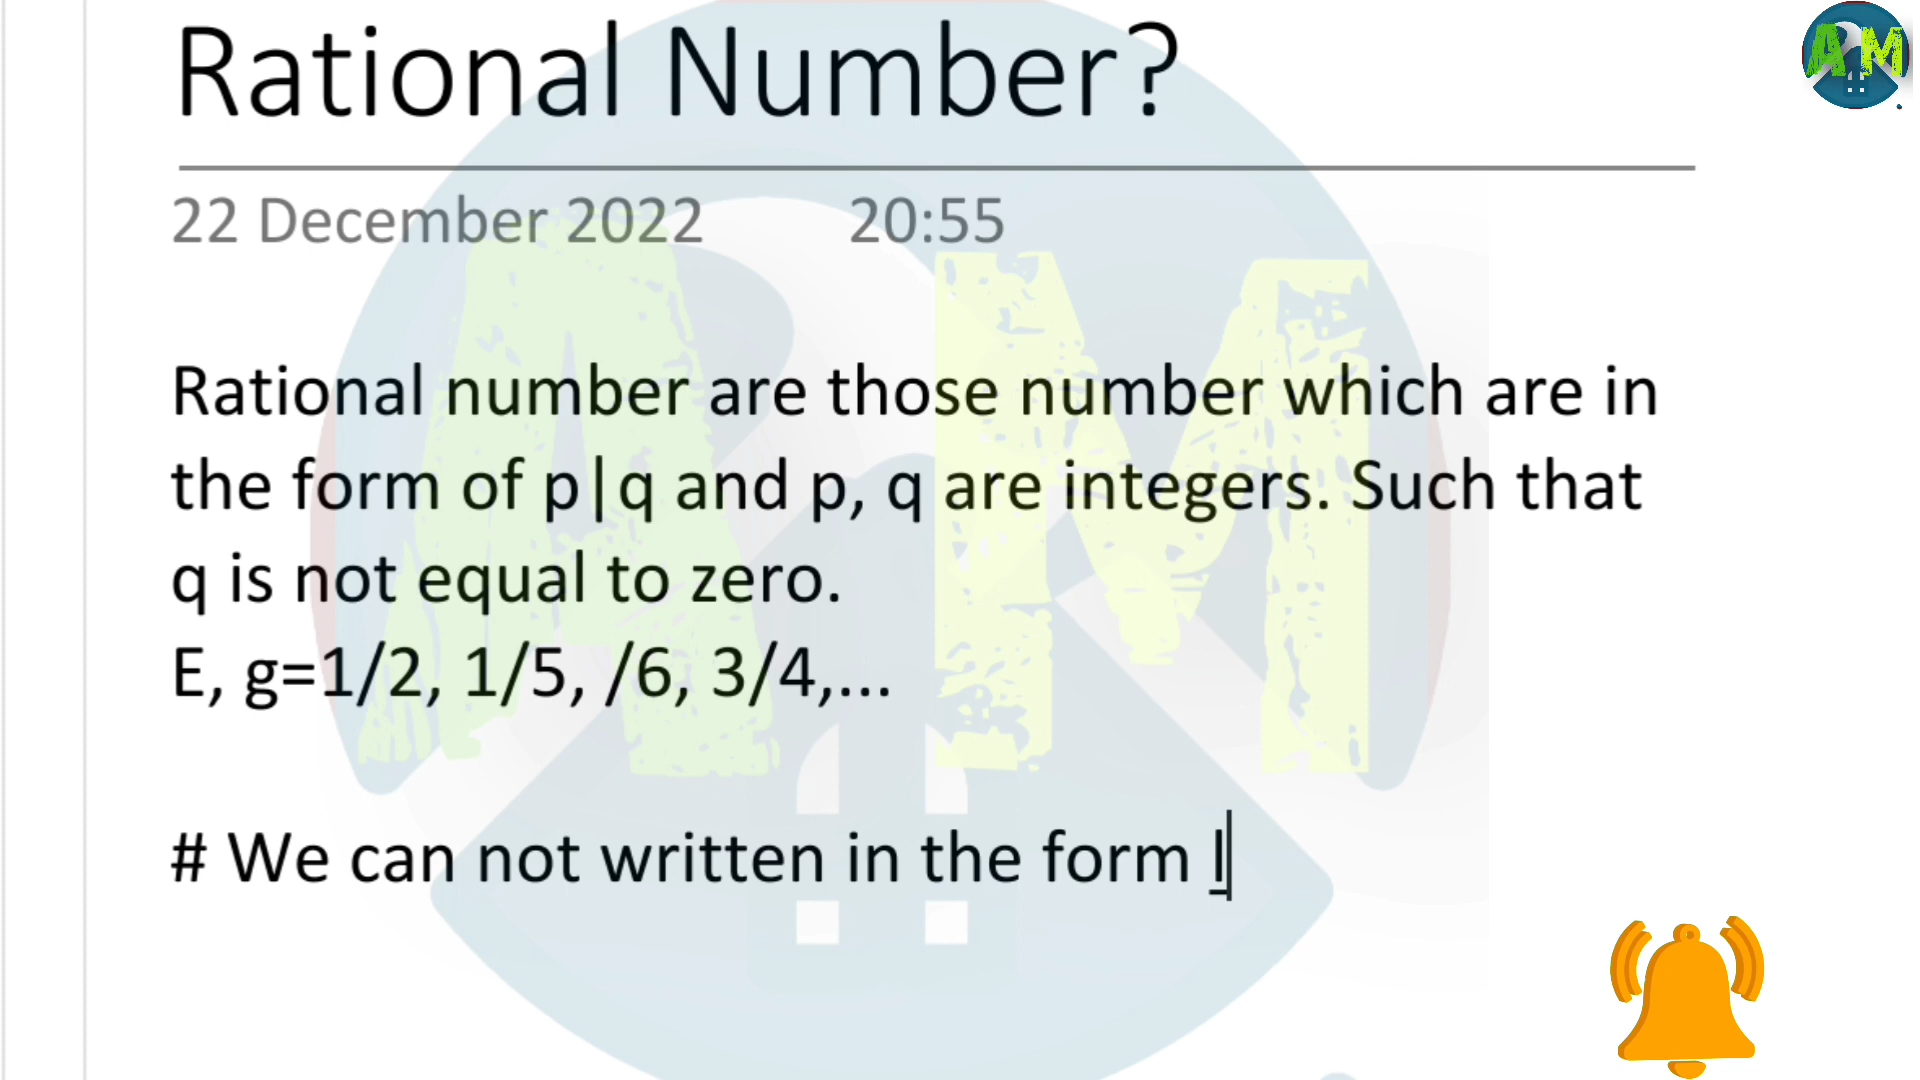 Rational Number?
AM
22 December 2022 20:55
Rational number are those number which are in
the form of p|q and p, q are integers. Such that
q is not equal to zero.
E, g=1/2, 1/5, /6, 3/4,...
# We can not written in the form I